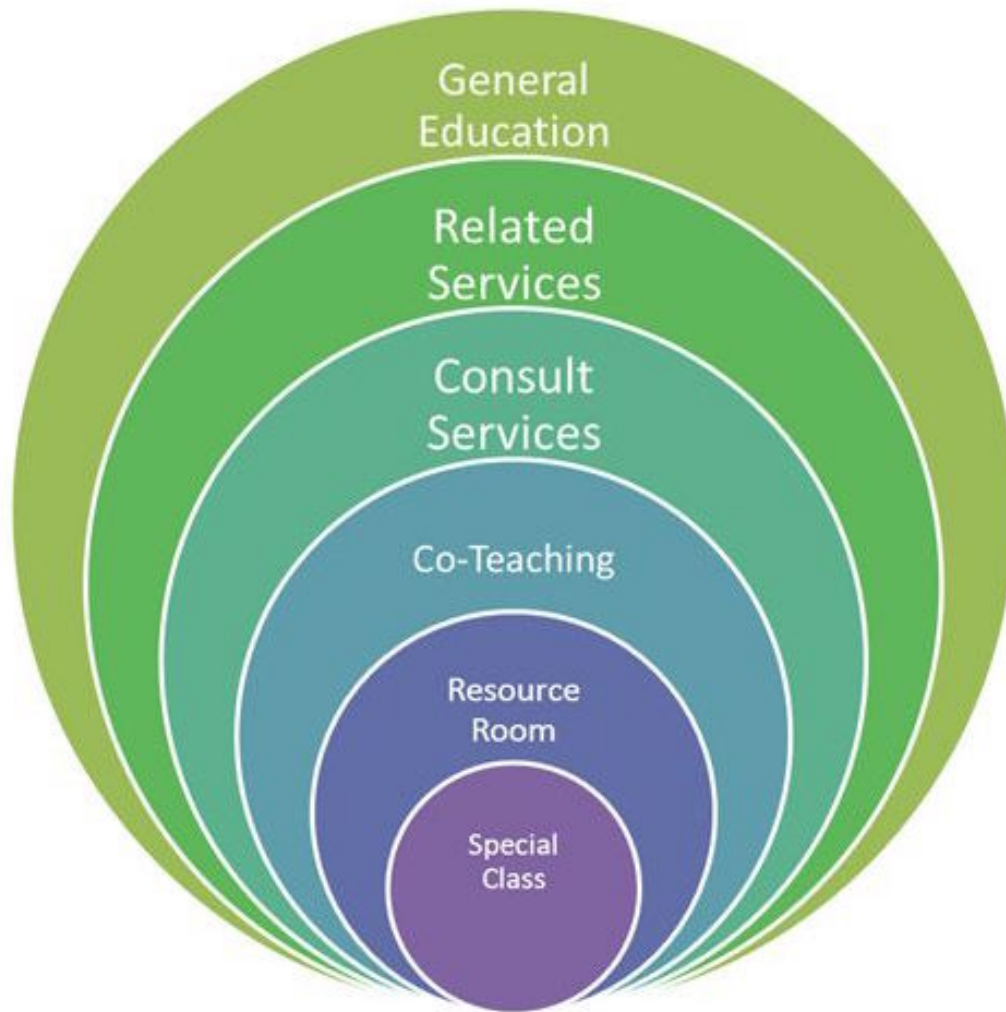 General
Education
Related
Services
Consult
Services
Co-Teaching
Resource
Room
Special
Class